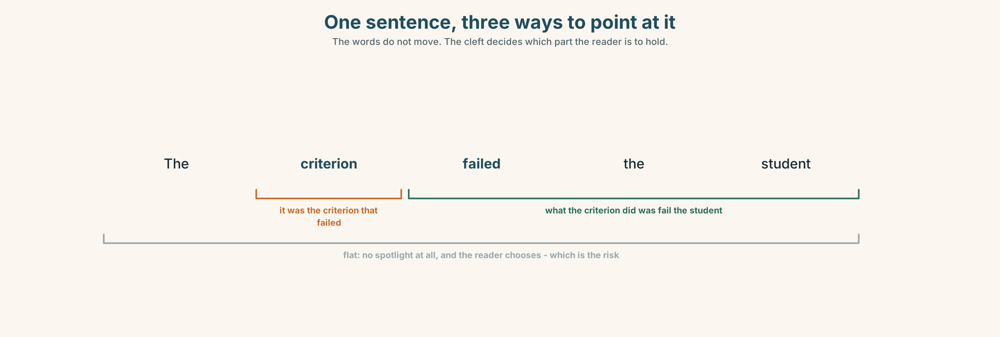 One sentence, three ways to point at it
The words do not move. The cleft decides which part the reader is to hold.
The criterion failed the student
it was the criterion that
failed
what the criterion did was fail the student
flat: no spotlight at all, and the reader chooses - which is the risk